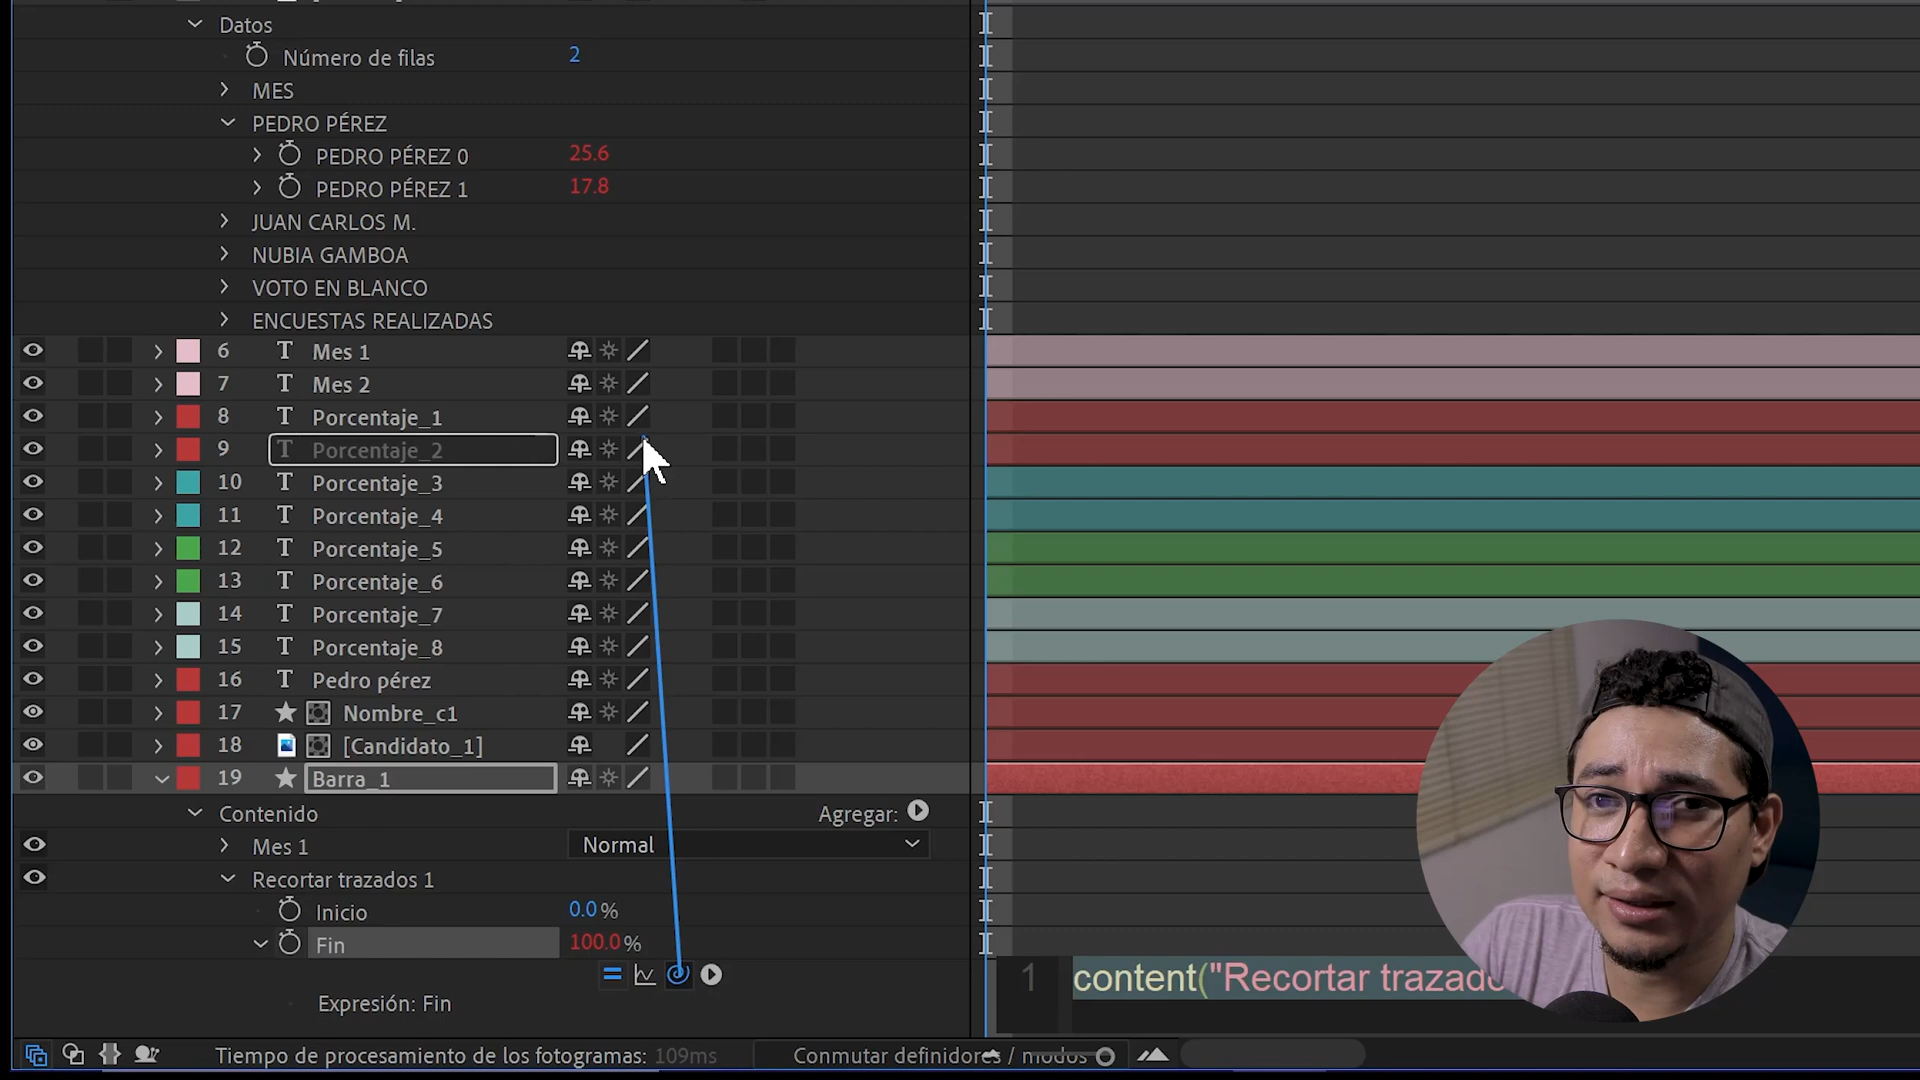 Datos
Número de filas 2
MES
PEDRO PÉREZ
PEDRO PÉREZ 0 25.6
PEDRO PÉREZ 1 17.8
JUAN CARLOS M.
NUBIA GAMBOA
VOTO EN BLANCO
ENCUESTAS REALIZADAS
6 T Mes 1
7 T Mes 2
8 T Porcentaje_1
9 T Porcentaje_2
10 T Porcentaje_3
11 T Porcentaje_4
12 T Porcentaje_5
13 T Porcentaje_6
14 T Porcentaje_7
15 T Porcentaje_8
16 T Pedro pérez
17 Nombre_c1
18 [Candidato_1]
19 Barra_1
Contenido Agregar:
Mes 1 Normal
Recortar trazados 1
Inicio 0.0 %
Fin 100.0 %
1 content("Recortar trazado
Expresión: Fin
Tiempo de procesamiento de los fotogramas: 109ms Conmutar definidores / modos